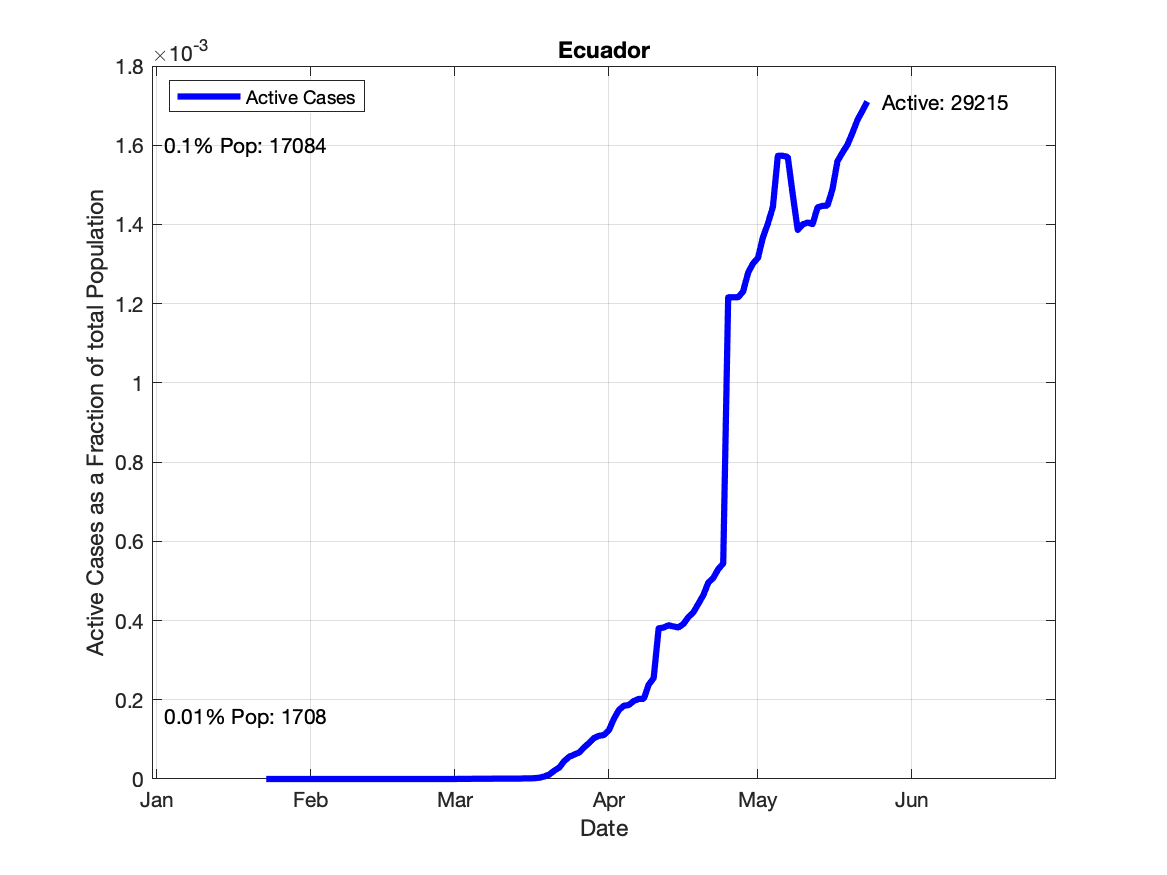 Ecuador
×10-3
1.8
1.6
1.4
1.2
1
0.8
0.6
0.4
0.2
0
Active Cases
Active: 29215
0.1% Pop: 17084
0.01% Pop: 1708
Active Cases as a Fraction of total Population
Jan Feb Mar Apr May Jun
Date